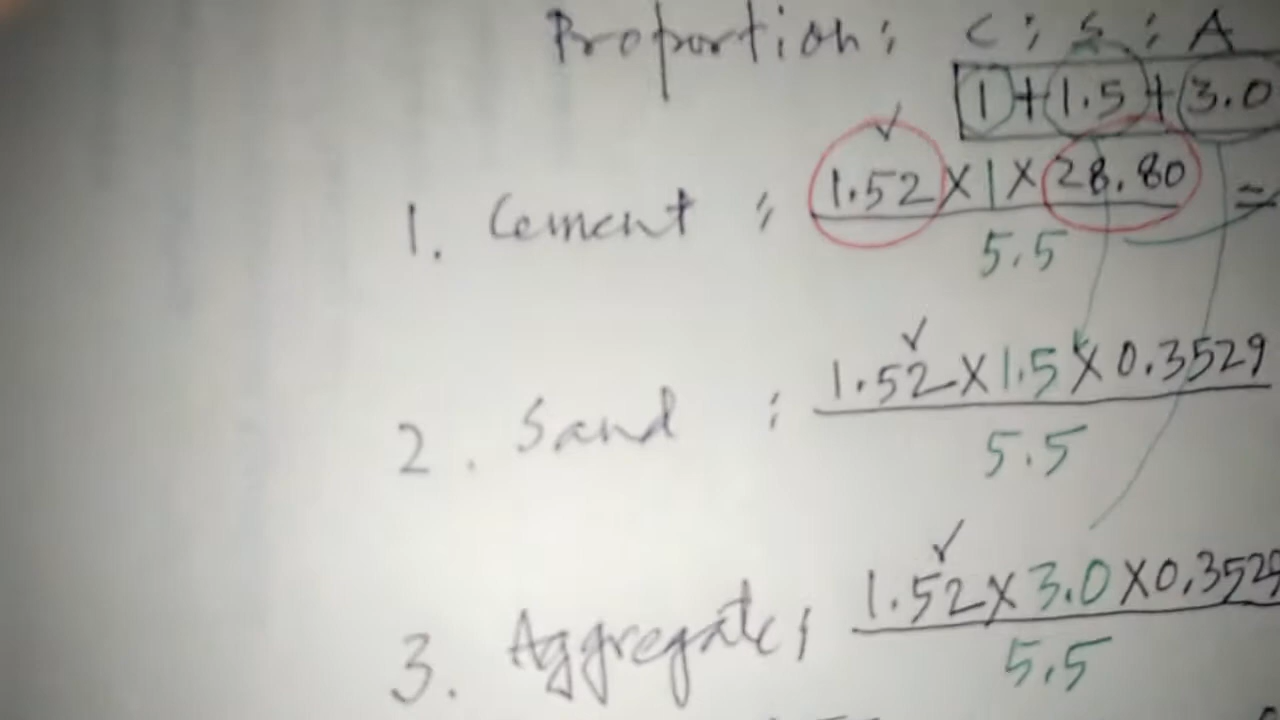 Proportion: C : S : A
1 + 1.5 + 3.0
1. Cement : 1.52 X 1 X 28.80 =
5.5
2. Sand : 1.52 X 1.5 X 0.3529
5.5
3. Aggregate: 1.52 X 3.0 X 0.3529
5.5